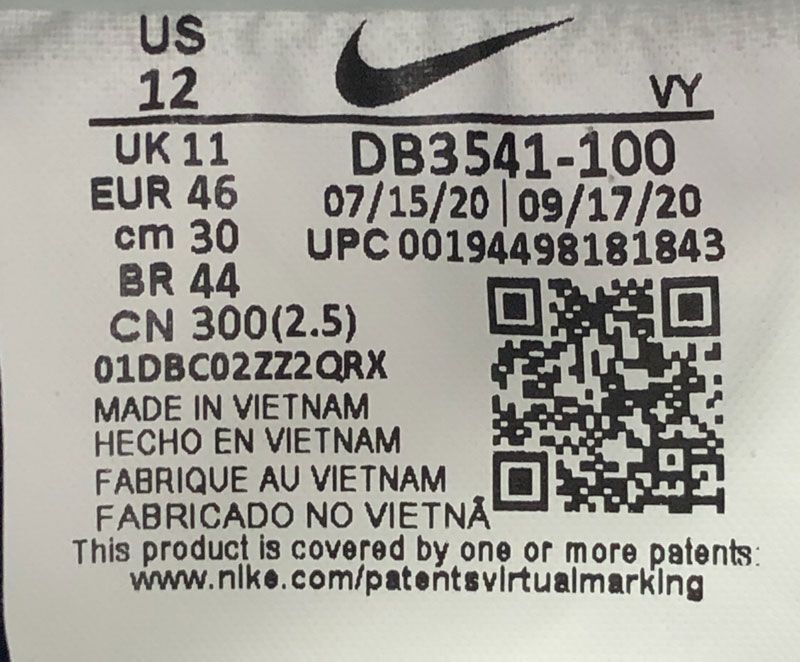 US
12
VY
UK 11
EUR 46
cm 30
BR 44
CN 300(2.5)
DB3541-100
07/15/20 | 09/17/20
UPC 00194498181843
01DBC02ZZ2QRX
MADE IN VIETNAM
HECHO EN VIETNAM
FABRIQUE AU VIETNAM
FABRICADO NO VIETNÃ
This product is covered by one or more patents:
www.nike.com/patentsvirtualmarking